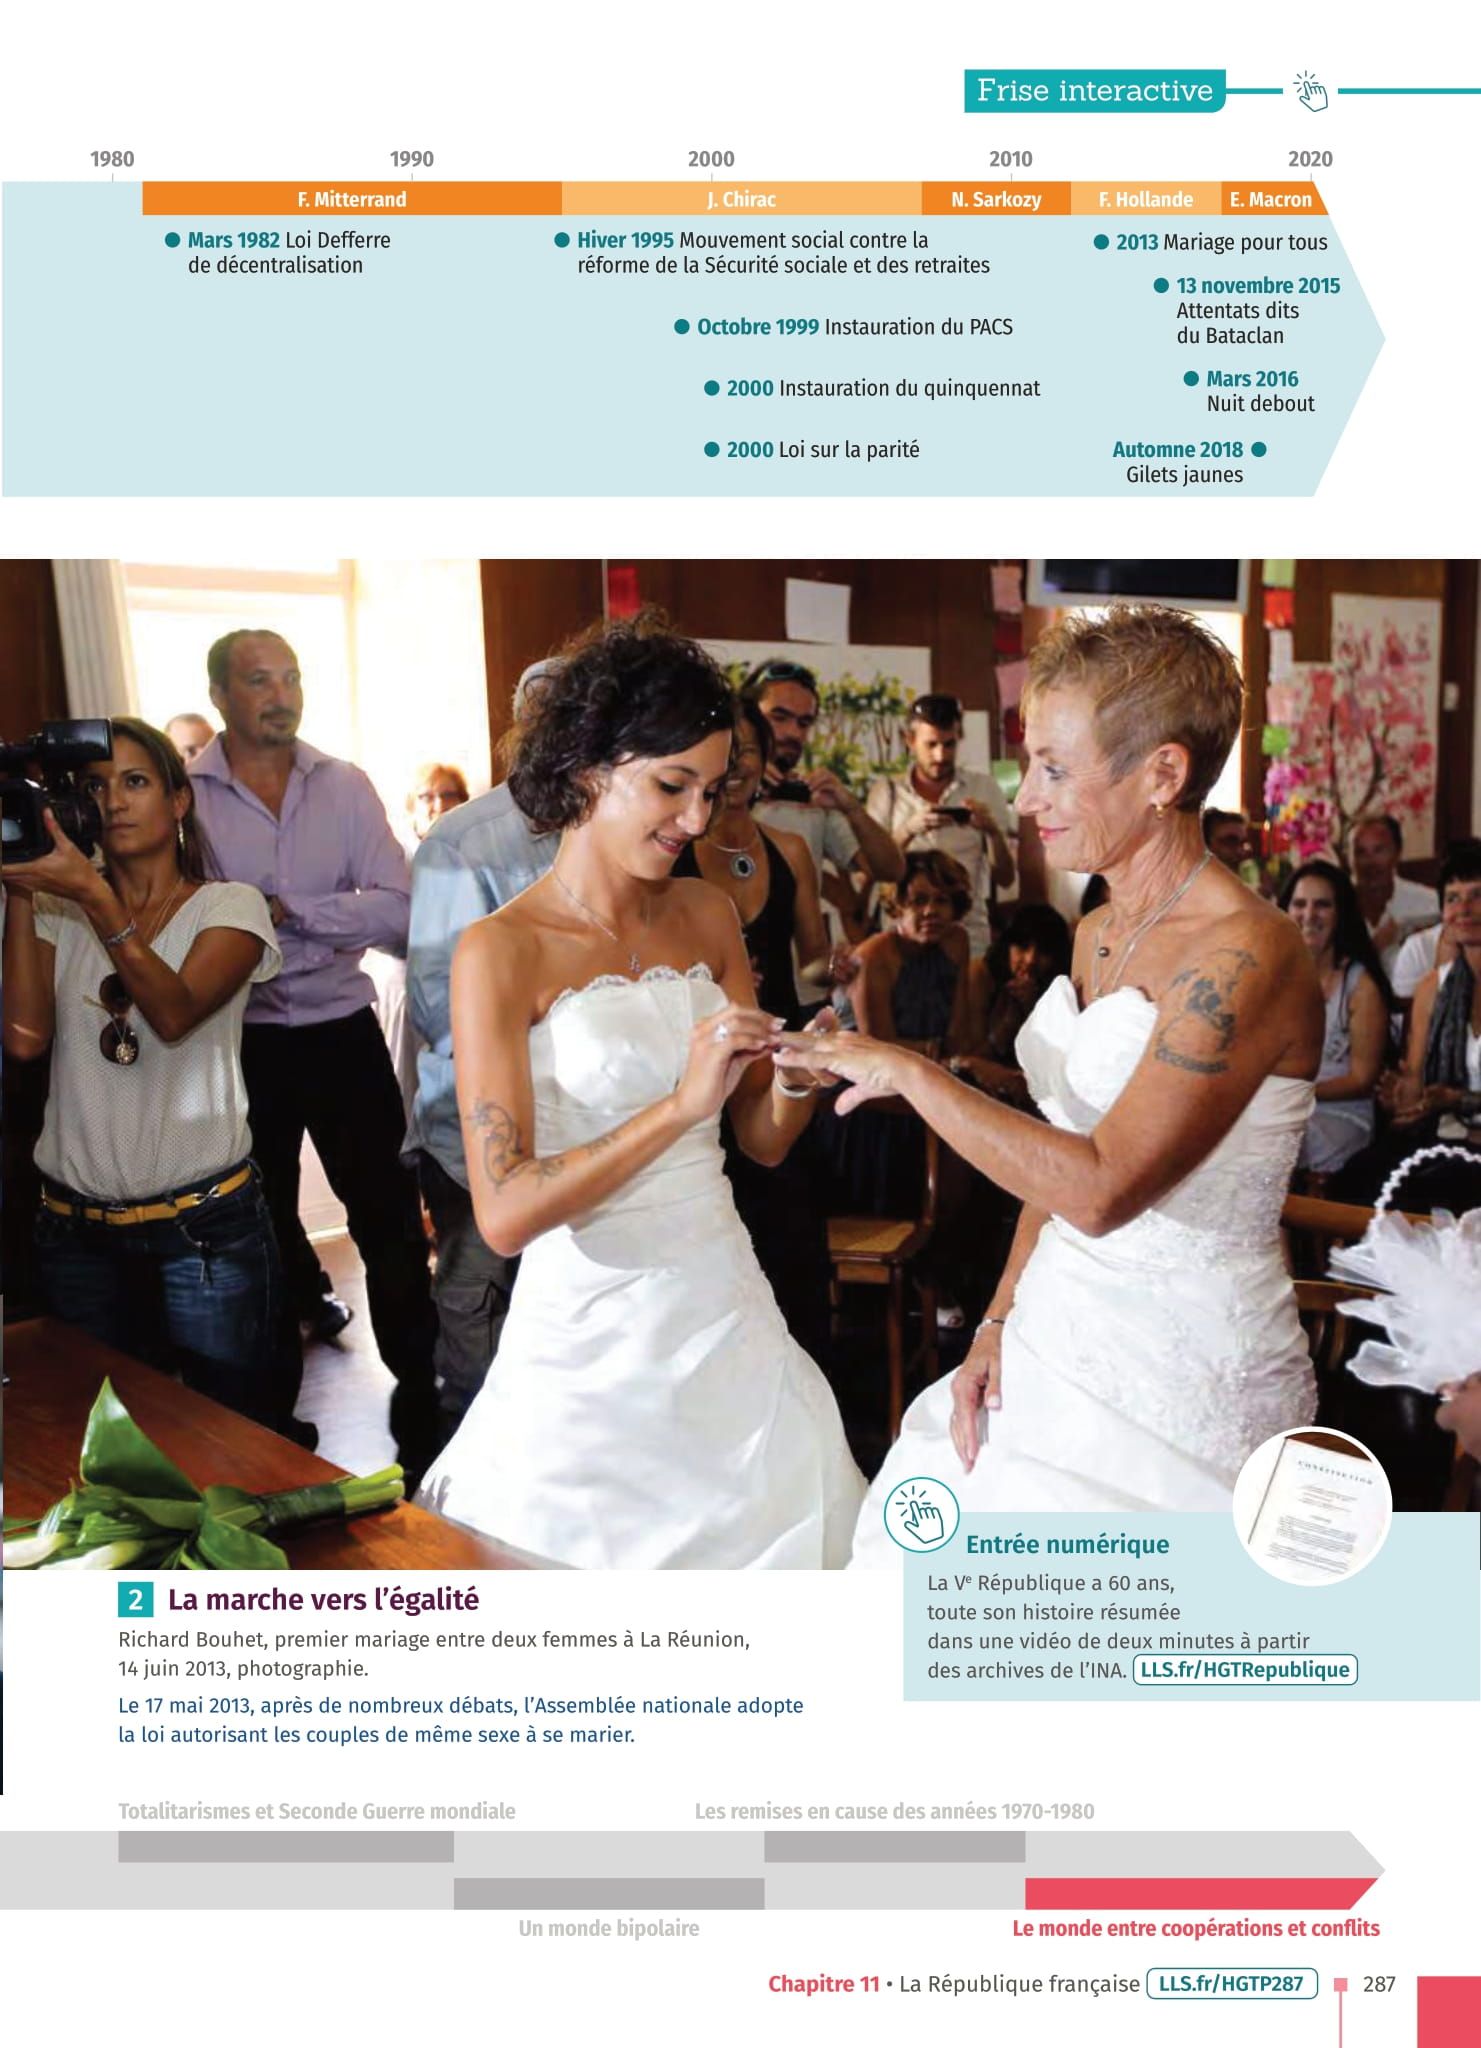 Frise interactive
1980
1990
2000
2010
2020
F. Mitterrand
J. Chirac
N. Sarkozy
F. Hollande
E. Macron
Mars 1982 Loi Defferre
de décentralisation
Hiver 1995 Mouvement social contre la
réforme de la Sécurité sociale et des retraites
Octobre 1999 Instauration du PACS
2000 Instauration du quinquennat
2000 Loi sur la parité
2013 Mariage pour tous
13 novembre 2015
Attentats dits
du Bataclan
Mars 2016
Nuit debout
Automne 2018
Gilets jaunes
CONSTITUTION
Entrée numérique
La Ve République a 60 ans,
toute son histoire résumée
dans une vidéo de deux minutes à partir
des archives de l'INA. LLS.fr/HGTRepublique
2 La marche vers l'égalité
Richard Bouhet, premier mariage entre deux femmes à La Réunion,
14 juin 2013, photographie.
Le 17 mai 2013, après de nombreux débats, l'Assemblée nationale adopte
la loi autorisant les couples de même sexe à se marier.
Totalitarismes et Seconde Guerre mondiale
Les remises en cause des années 1970-1980
Un monde bipolaire
Le monde entre coopérations et conflits
Chapitre 11 • La République française LLS.fr/HGTP287 287